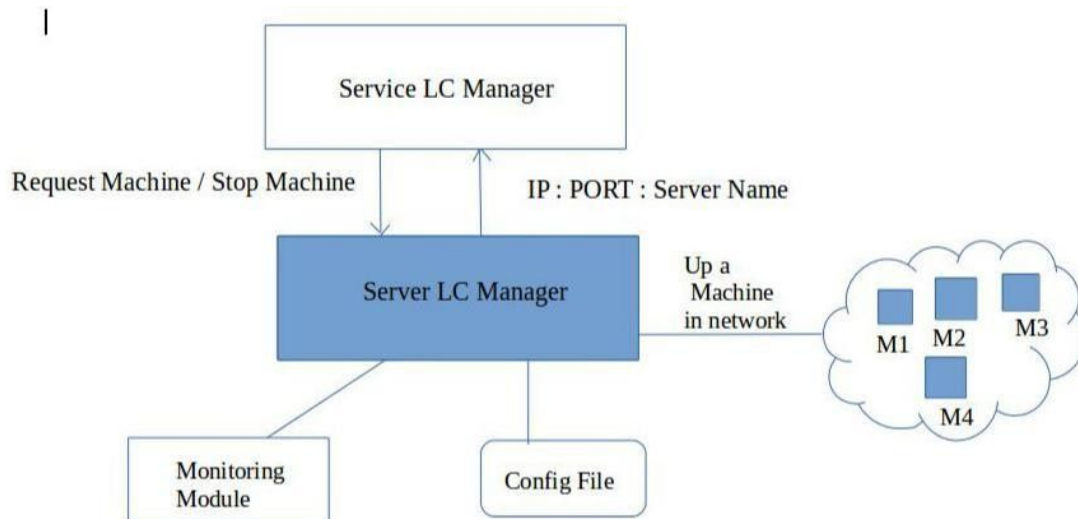 Service LC Manager
Request Machine / Stop Machine
IP : PORT : Server Name
Server LC Manager
Up a
Machine
in network
M1
M2
M3
M4
Monitoring
Module
Config File